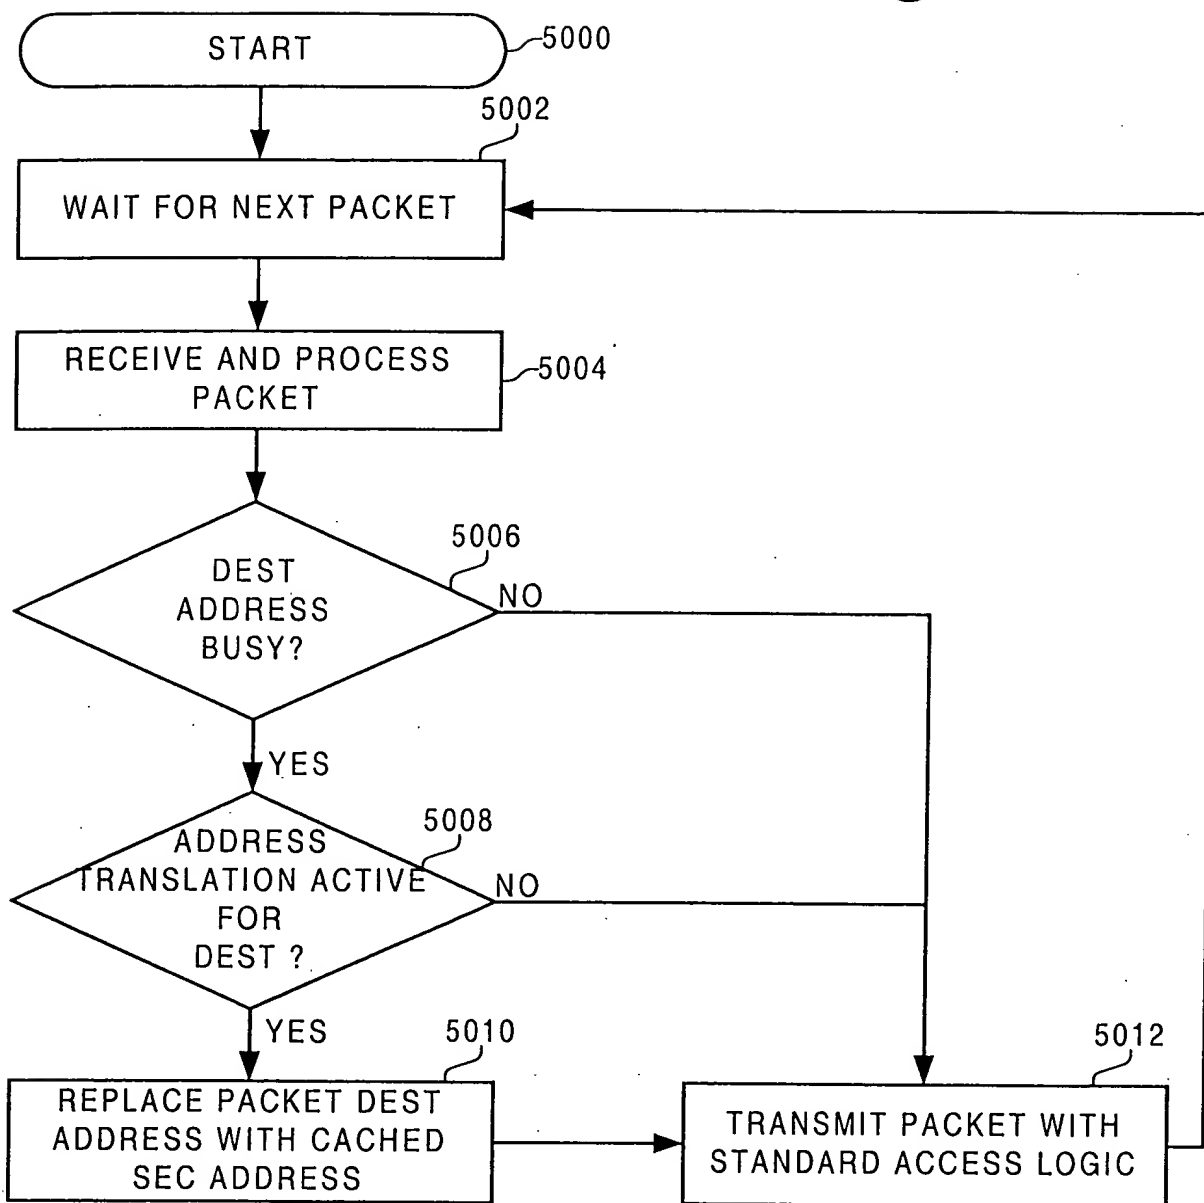 START
5000
5002
WAIT FOR NEXT PACKET
RECEIVE AND PROCESS
PACKET
5004
5006
DEST
ADDRESS
BUSY?
NO
YES
5008
ADDRESS
TRANSLATION ACTIVE
FOR
DEST ?
NO
YES
5010
REPLACE PACKET DEST
ADDRESS WITH CACHED
SEC ADDRESS
5012
TRANSMIT PACKET WITH
STANDARD ACCESS LOGIC